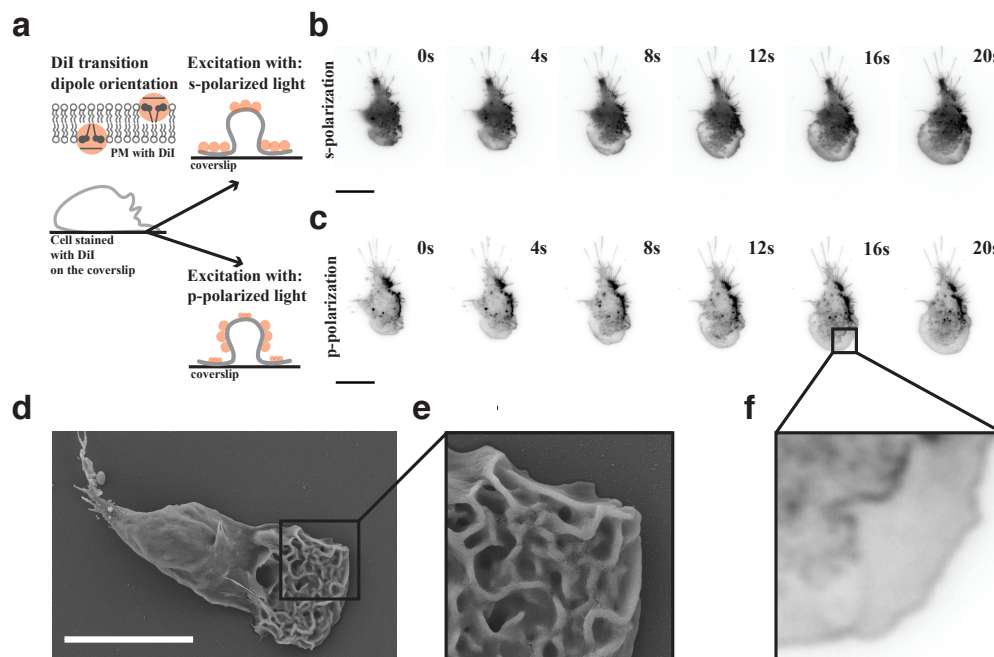 a
DiI transition
dipole orientation
PM with DiI
Excitation with:
s-polarized light
coverslip
Cell stained
with DiI
on the coverslip
Excitation with:
p-polarized light
coverslip
b
s-polarization
0s
4s
8s
12s
16s
20s
c
p-polarization
0s
4s
8s
12s
16s
20s
d
e
f